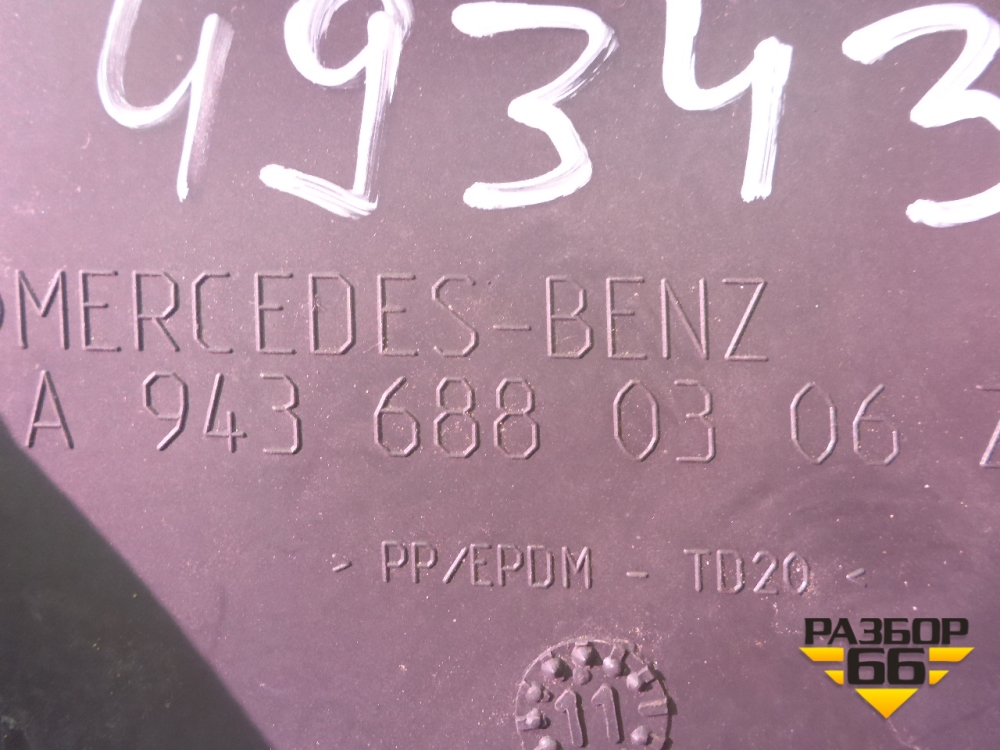 49343
MERCEDES-BENZ
A 943 688 03 06
> PP/EPDM - TD20 <
11
РАЗБОР
66